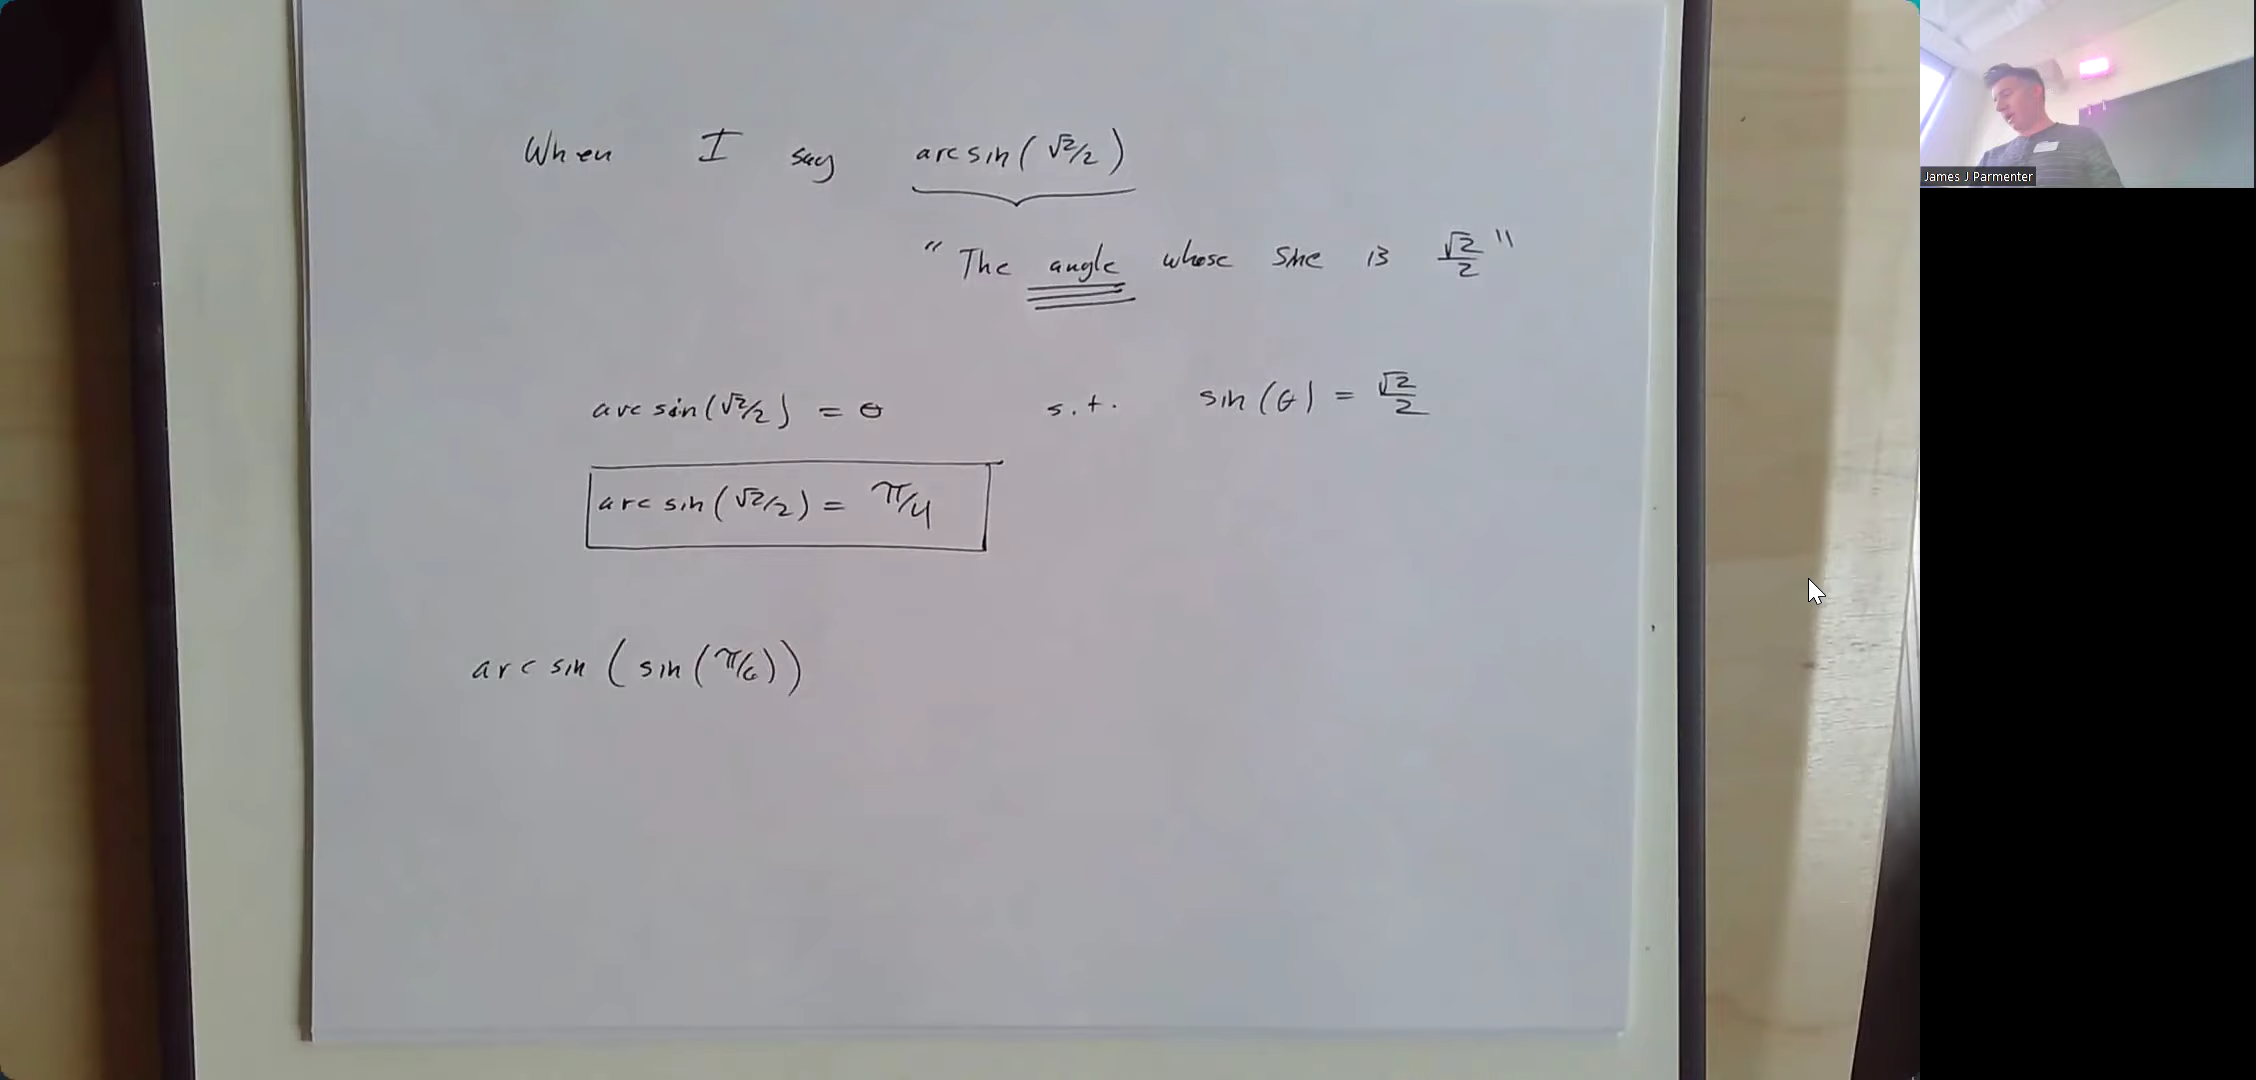 When I say arcsin(√2/2)
"The angle whose sine is √2/2"
arcsin(√2/2) = θ s.t. sin(θ) = √2/2
arcsin(√2/2) = π/4
arcsin(sin(π/6))
James J Parmenter